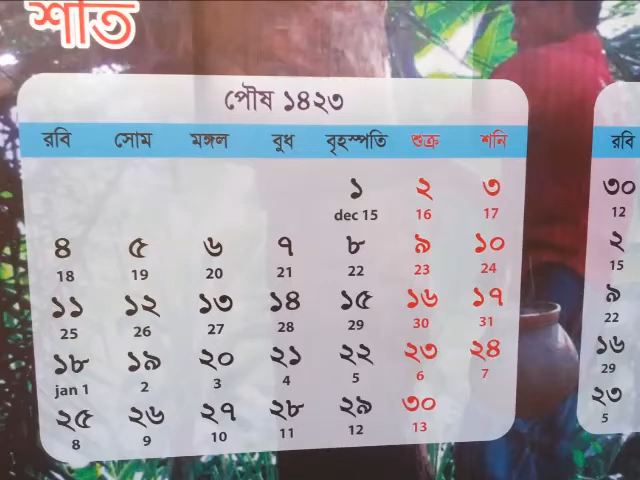 শীত
পৌষ ১৪২৩
রবি সোম মঙ্গল বুধ বৃহস্পতি শুক্র শনি
১ ২ ৩
dec 15 16 17
৪ ৫ ৬ ৭ ৮ ৯ ১০
18 19 20 21 22 23 24
১১ ১২ ১৩ ১৪ ১৫ ১৬ ১৭
25 26 27 28 29 30 31
১৮ ১৯ ২০ ২১ ২২ ২৩ ২৪
jan 1 2 3 4 5 6 7
২৫ ২৬ ২৭ ২৮ ২৯ ৩০
8 9 10 11 12 13
রবি
৩০
12
২
15
৯
22
১৬
29
২৩
5